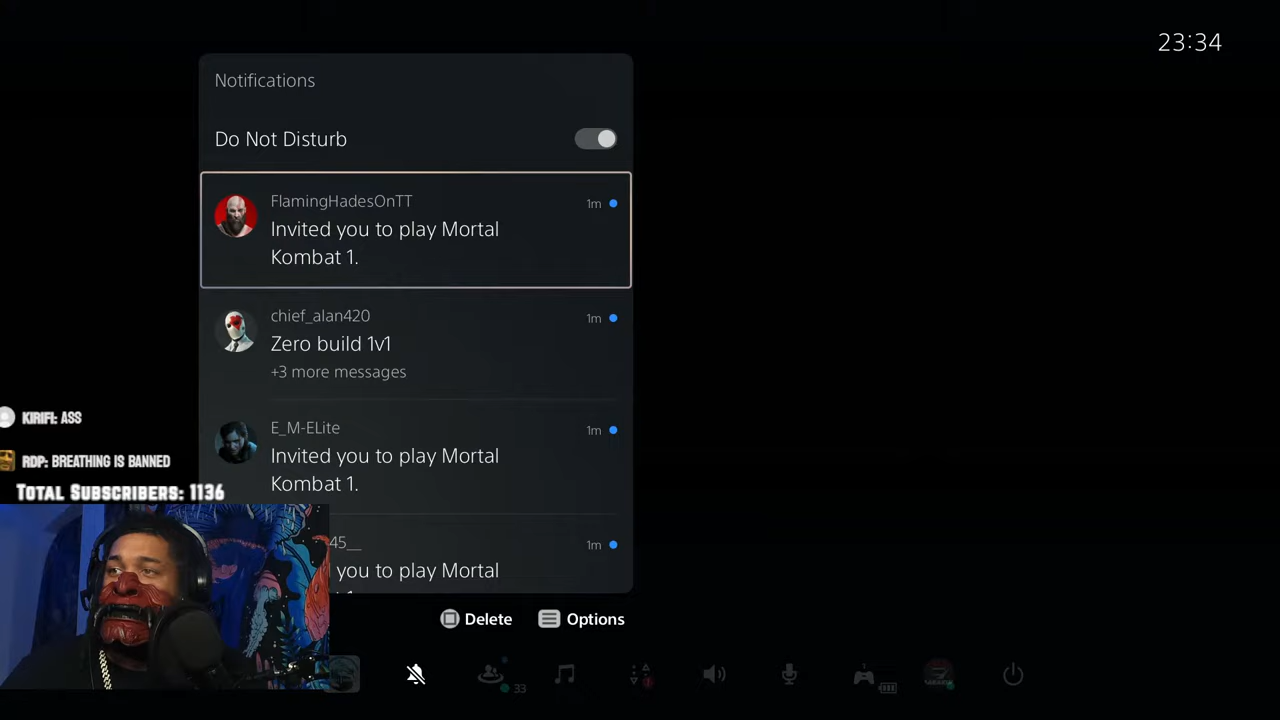 23:34
Notifications
Do Not Disturb
FlamingHadesOnTT
1m
Invited you to play Mortal
Kombat 1.
chief_alan420
1m
Zero build 1v1
+3 more messages
E_M-ELite
1m
Invited you to play Mortal
Kombat 1.
45__
1m
you to play Mortal
KIRIFI: ASS
RDP: BREATHING IS BANNED
TOTAL SUBSCRIBERS: 1136
Delete
Options
33